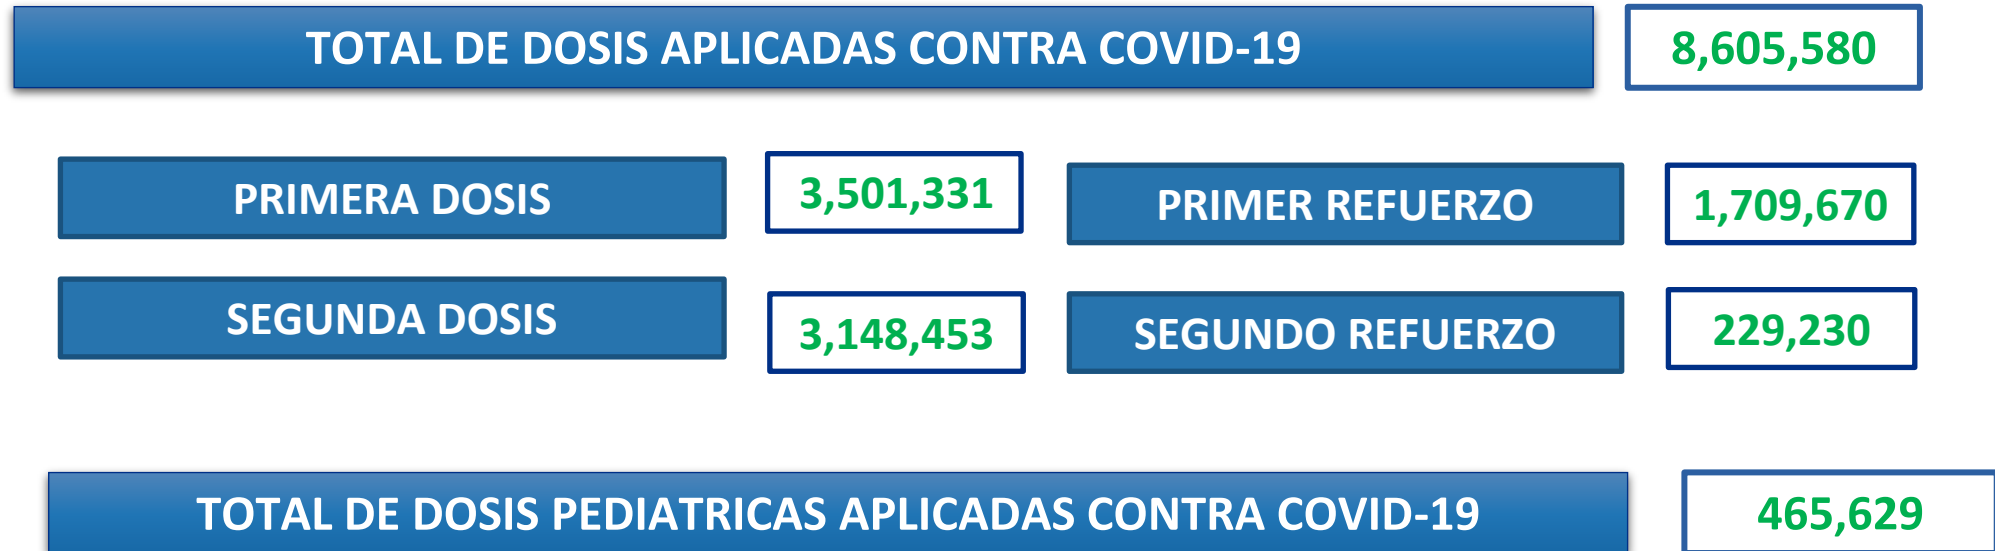 TOTAL DE DOSIS APLICADAS CONTRA COVID-19
8,605,580
PRIMERA DOSIS
3,501,331
PRIMER REFUERZO
1,709,670
SEGUNDA DOSIS
3,148,453
SEGUNDO REFUERZO
229,230
TOTAL DE DOSIS PEDIATRICAS APLICADAS CONTRA COVID-19
465,629